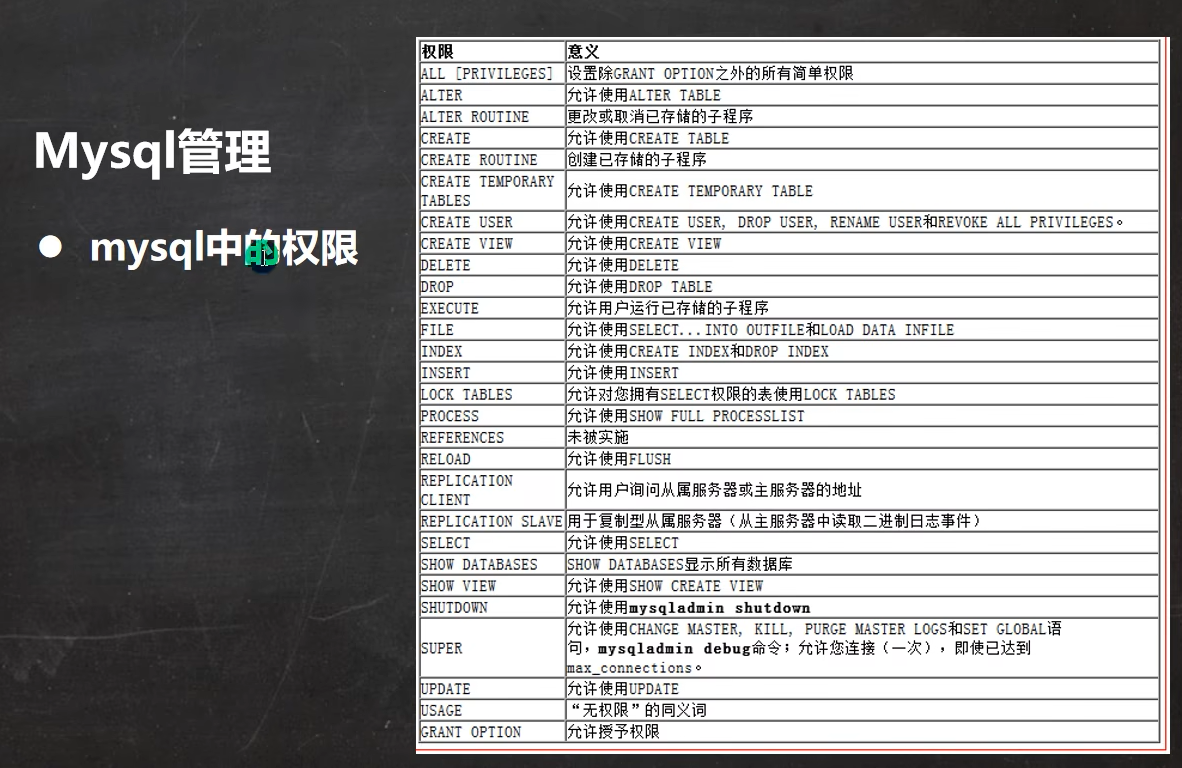 Mysql管理
● mysql中的权限
权限 意义
ALL [PRIVILEGES] 设置除GRANT OPTION之外的所有简单权限
ALTER 允许使用ALTER TABLE
ALTER ROUTINE 更改或取消已存储的子程序
CREATE 允许使用CREATE TABLE
CREATE ROUTINE 创建已存储的子程序
CREATE TEMPORARY
TABLES
允许使用CREATE TEMPORARY TABLE
CREATE USER 允许使用CREATE USER, DROP USER, RENAME USER和REVOKE ALL PRIVILEGES。
CREATE VIEW 允许使用CREATE VIEW
DELETE 允许使用DELETE
DROP 允许使用DROP TABLE
EXECUTE 允许用户运行已存储的子程序
FILE 允许使用SELECT...INTO OUTFILE和LOAD DATA INFILE
INDEX 允许使用CREATE INDEX和DROP INDEX
INSERT 允许使用INSERT
LOCK TABLES 允许对您拥有SELECT权限的表使用LOCK TABLES
PROCESS 允许使用SHOW FULL PROCESSLIST
REFERENCES 未被实施
RELOAD 允许使用FLUSH
REPLICATION
CLIENT
允许用户询问从属服务器或主服务器的地址
REPLICATION SLAVE 用于复制型从属服务器（从主服务器中读取二进制日志事件）
SELECT 允许使用SELECT
SHOW DATABASES SHOW DATABASES显示所有数据库
SHOW VIEW 允许使用SHOW CREATE VIEW
SHUTDOWN 允许使用mysqladmin shutdown
SUPER
允许使用CHANGE MASTER, KILL, PURGE MASTER LOGS和SET GLOBAL语
句，mysqladmin debug命令；允许您连接（一次），即使已达到
max_connections。
UPDATE 允许使用UPDATE
USAGE “无权限”的同义词
GRANT OPTION 允许授予权限